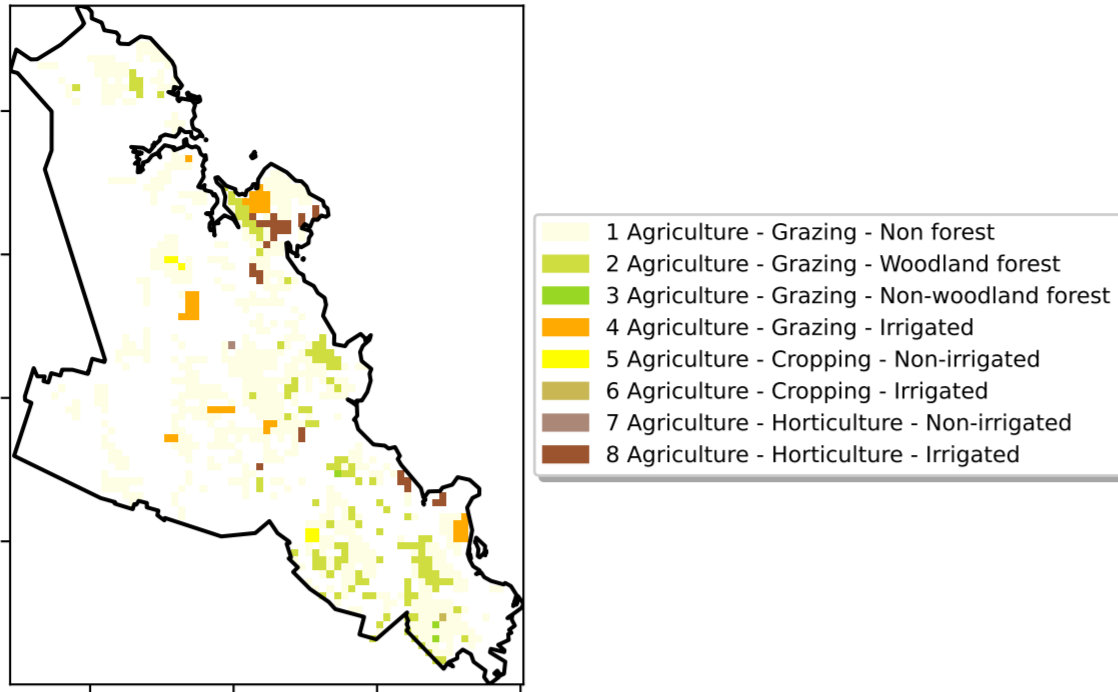 1 Agriculture - Grazing - Non forest
2 Agriculture - Grazing - Woodland forest
3 Agriculture - Grazing - Non-woodland forest
4 Agriculture - Grazing - Irrigated
5 Agriculture - Cropping - Non-irrigated
6 Agriculture - Cropping - Irrigated
7 Agriculture - Horticulture - Non-irrigated
8 Agriculture - Horticulture - Irrigated